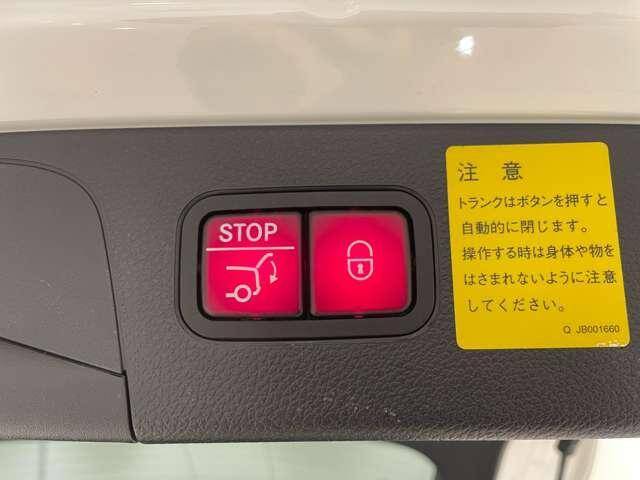 STOP
注 意
トランクはボタンを押すと
自動的に閉じます。
操作する時は身体や物を
はさまれないように注意
してください。
Q JB001660